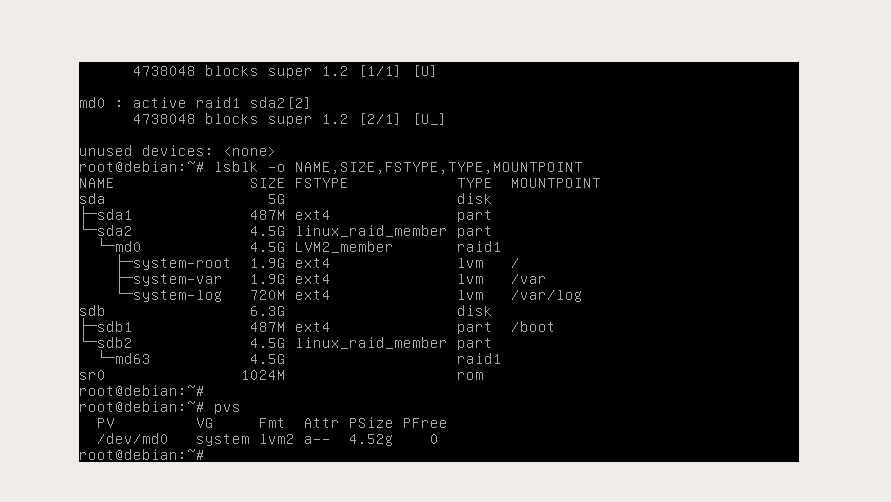 4738048 blocks super 1.2 [1/1] [U]
md0 : active raid1 sda2[2]
4738048 blocks super 1.2 [2/1] [U_]
unused devices: <none>
root@debian:~# lsblk -o NAME,SIZE,FSTYPE,TYPE,MOUNTPOINT
NAME SIZE FSTYPE TYPE MOUNTPOINT
sda 5G disk
├─sda1 487M ext4 part
└─sda2 4.5G linux_raid_member part
└─md0 4.5G LVM2_member raid1
├─system-root 1.9G ext4 lvm /
├─system-var 1.9G ext4 lvm /var
└─system-log 720M ext4 lvm /var/log
sdb 6.3G disk
├─sdb1 487M ext4 part /boot
└─sdb2 4.5G linux_raid_member part
└─md63 4.5G raid1
sr0 1024M rom
root@debian:~#
root@debian:~# pvs
PV VG Fmt Attr PSize PFree
/dev/md0 system lvm2 a-- 4.52g 0
root@debian:~#